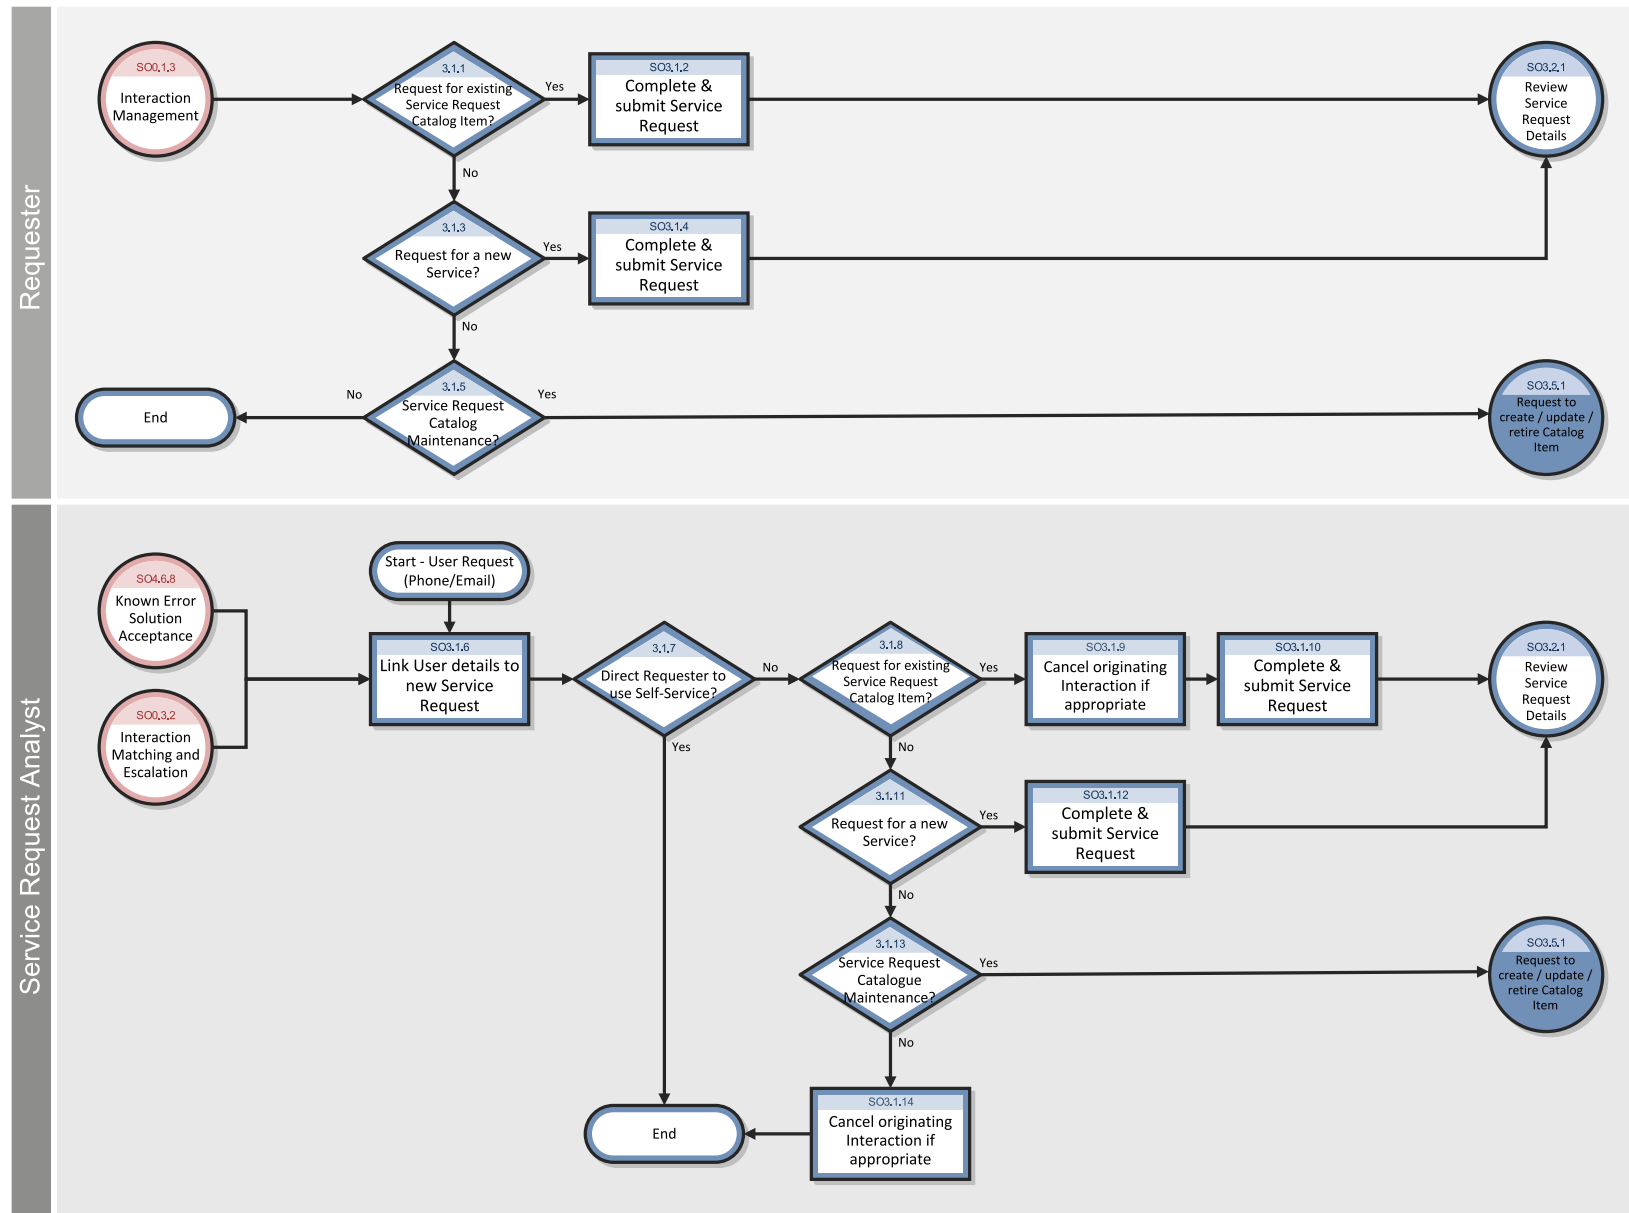 Requester
SO0.1.3
Interaction
Management
3.1.1
Request for existing
Service Request
Catalog Item?
Yes
SO3.1.2
Complete &
submit Service
Request
SO3.2.1
Review
Service
Request
Details
No
3.1.3
Request for a new
Service?
Yes
SO3.1.4
Complete &
submit Service
Request
No
End
No
3.1.5
Service Request
Catalog
Maintenance?
Yes
SO3.5.1
Request to
create / update /
retire Catalog
Item
Service Request Analyst
SO4.6.8
Known Error
Solution
Acceptance
SO0.3.2
Interaction
Matching and
Escalation
Start - User Request
(Phone/Email)
SO3.1.6
Link User details to
new Service
Request
3.1.7
Direct Requester to
use Self-Service?
No
Yes
3.1.8
Request for existing
Service Request
Catalog Item?
Yes
SO3.1.9
Cancel originating
Interaction if
appropriate
SO3.1.10
Complete &
submit Service
Request
SO3.2.1
Review
Service
Request
Details
No
3.1.11
Request for a new
Service?
Yes
SO3.1.12
Complete &
submit Service
Request
No
3.1.13
Service Request
Catalogue
Maintenance?
Yes
SO3.5.1
Request to
create / update /
retire Catalog
Item
No
SO3.1.14
Cancel originating
Interaction if
appropriate
End